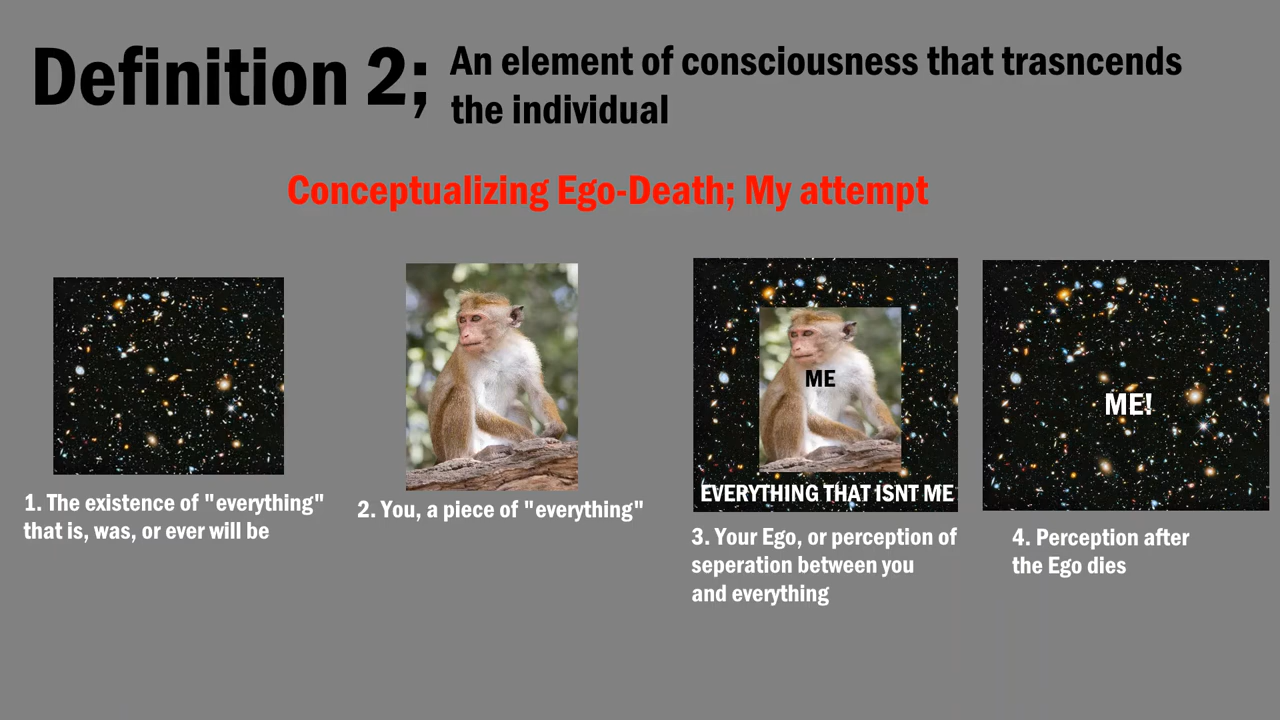 Definition 2;
An element of consciousness that trasncends
the individual
Conceptualizing Ego-Death; My attempt
1. The existence of "everything"
that is, was, or ever will be
2. You, a piece of "everything"
ME
EVERYTHING THAT ISNT ME
3. Your Ego, or perception of
seperation between you
and everything
ME!
4. Perception after
the Ego dies